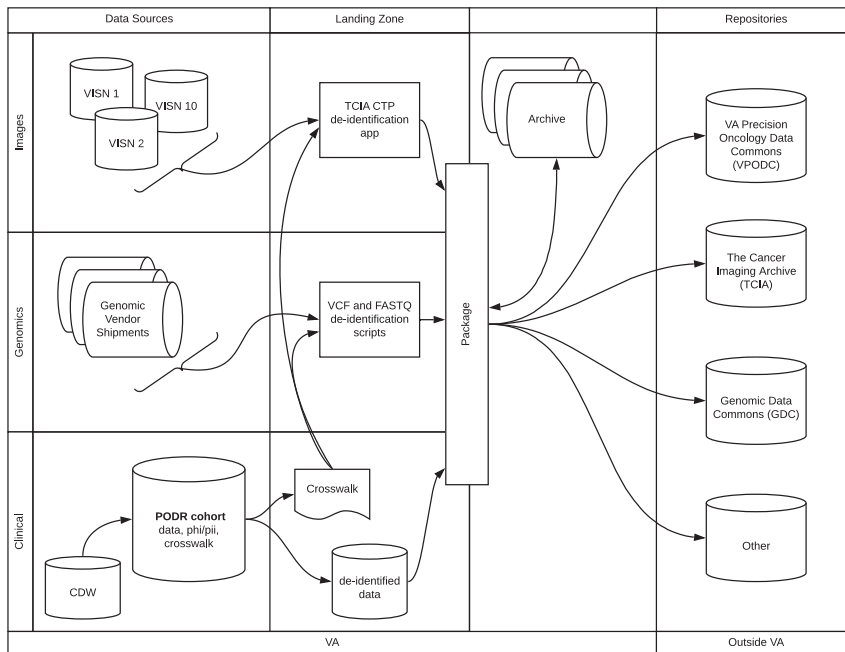 Data Sources
Landing Zone
Repositories
Images
VISN 1
VISN 10
VISN 2
TCIA CTP
de-identification
app
Archive
VA Precision
Oncology Data
Commons
(VPODC)
Genomics
Genomic
Vendor
Shipments
VCF and FASTQ
de-identification
scripts
Package
The Cancer
Imaging Archive
(TCIA)
Genomic Data
Commons (GDC)
Clinical
CDW
PODR cohort
data, phi/pii,
crosswalk
Crosswalk
de-identified
data
Other
VA
Outside VA